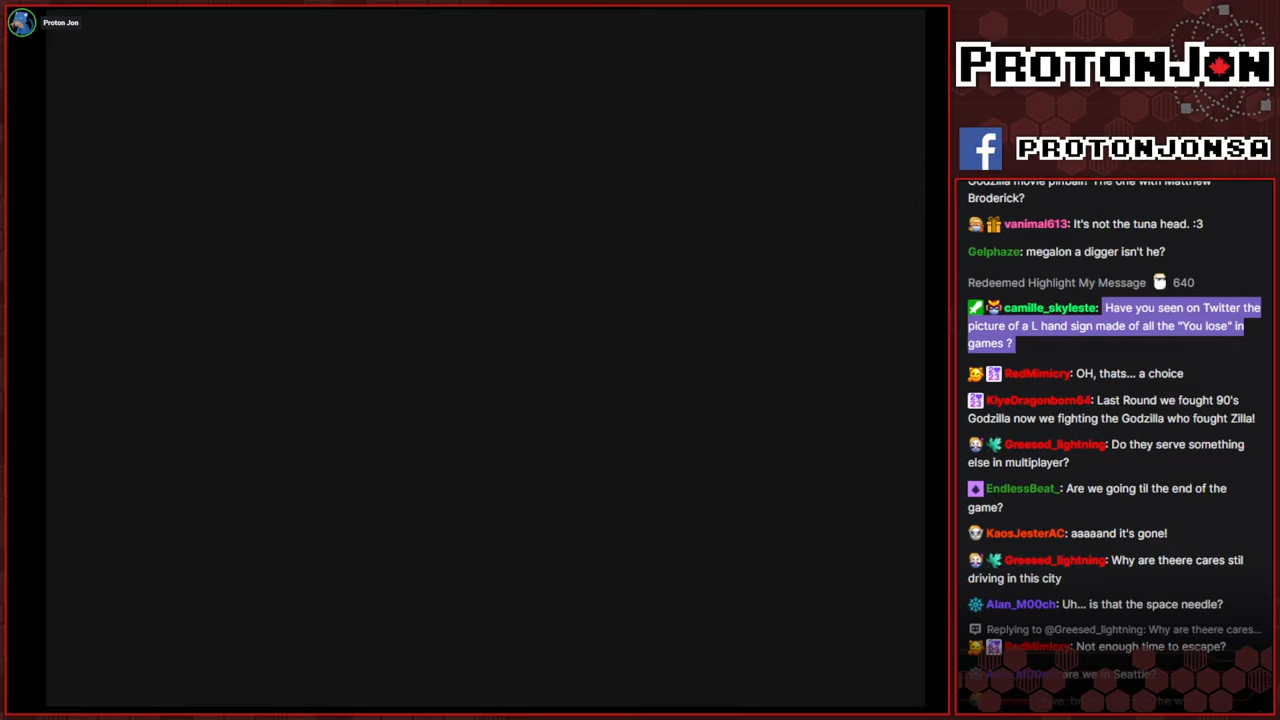 Proton Jon
PROTONJON
PROTONJONSA
Godzilla movie pinball? The one with Matthew
Broderick?
vanimal613: It's not the tuna head. :3
Gelphaze: megalon a digger isn't he?
Redeemed Highlight My Message 640
camille_skyleste: Have you seen on Twitter the
picture of a L hand sign made of all the "You lose" in
games ?
RedMimicry: OH, thats... a choice
KlyeDragonborn64: Last Round we fought 90's
Godzilla now we fighting the Godzilla who fought Zilla!
Greesed_lightning: Do they serve something
else in multiplayer?
EndlessBeat_: Are we going til the end of the
game?
KaosJesterAC: aaaaand it's gone!
Greesed_lightning: Why are theere cares stil
driving in this city
Alan_M00ch: Uh... is that the space needle?
Replying to @Greesed_lightning: Why are theere cares...
RedMimicry: Not enough time to escape?
Alan_M00ch: are we in Seattle?